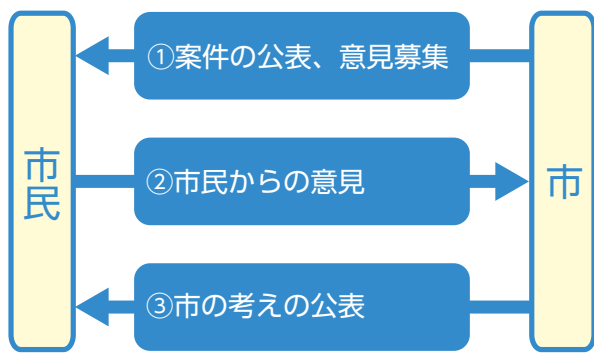 ①案件の公表、意見募集
市民
②市民からの意見
市
③市の考えの公表